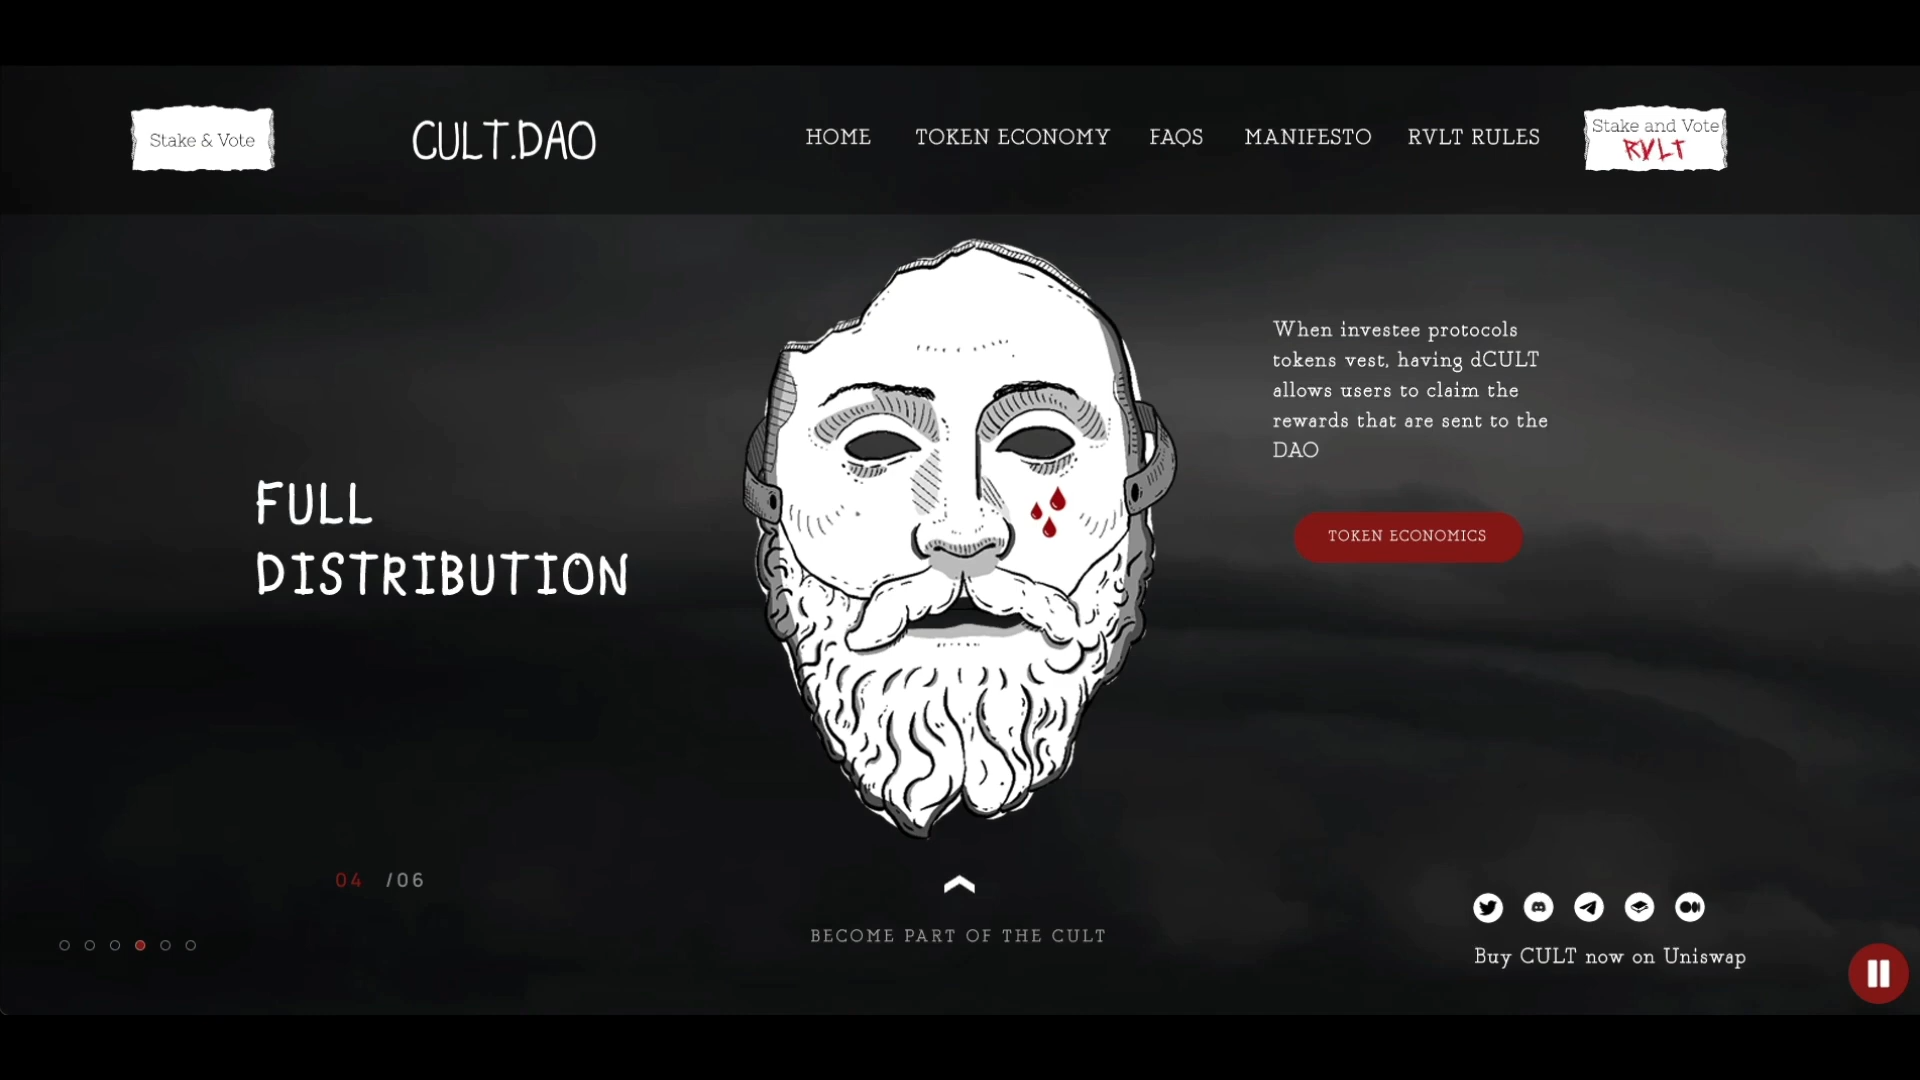 Stake & Vote
CULT.DAO
HOME
TOKEN ECONOMY
FAQS
MANIFESTO
RVLT RULES
Stake and Vote
RVLT
FULL
DISTRIBUTION
When investee protocols
tokens vest, having dCULT
allows users to claim the
rewards that are sent to the
DAO
TOKEN ECONOMICS
04 /06
BECOME PART OF THE CULT
Buy CULT now on Uniswap